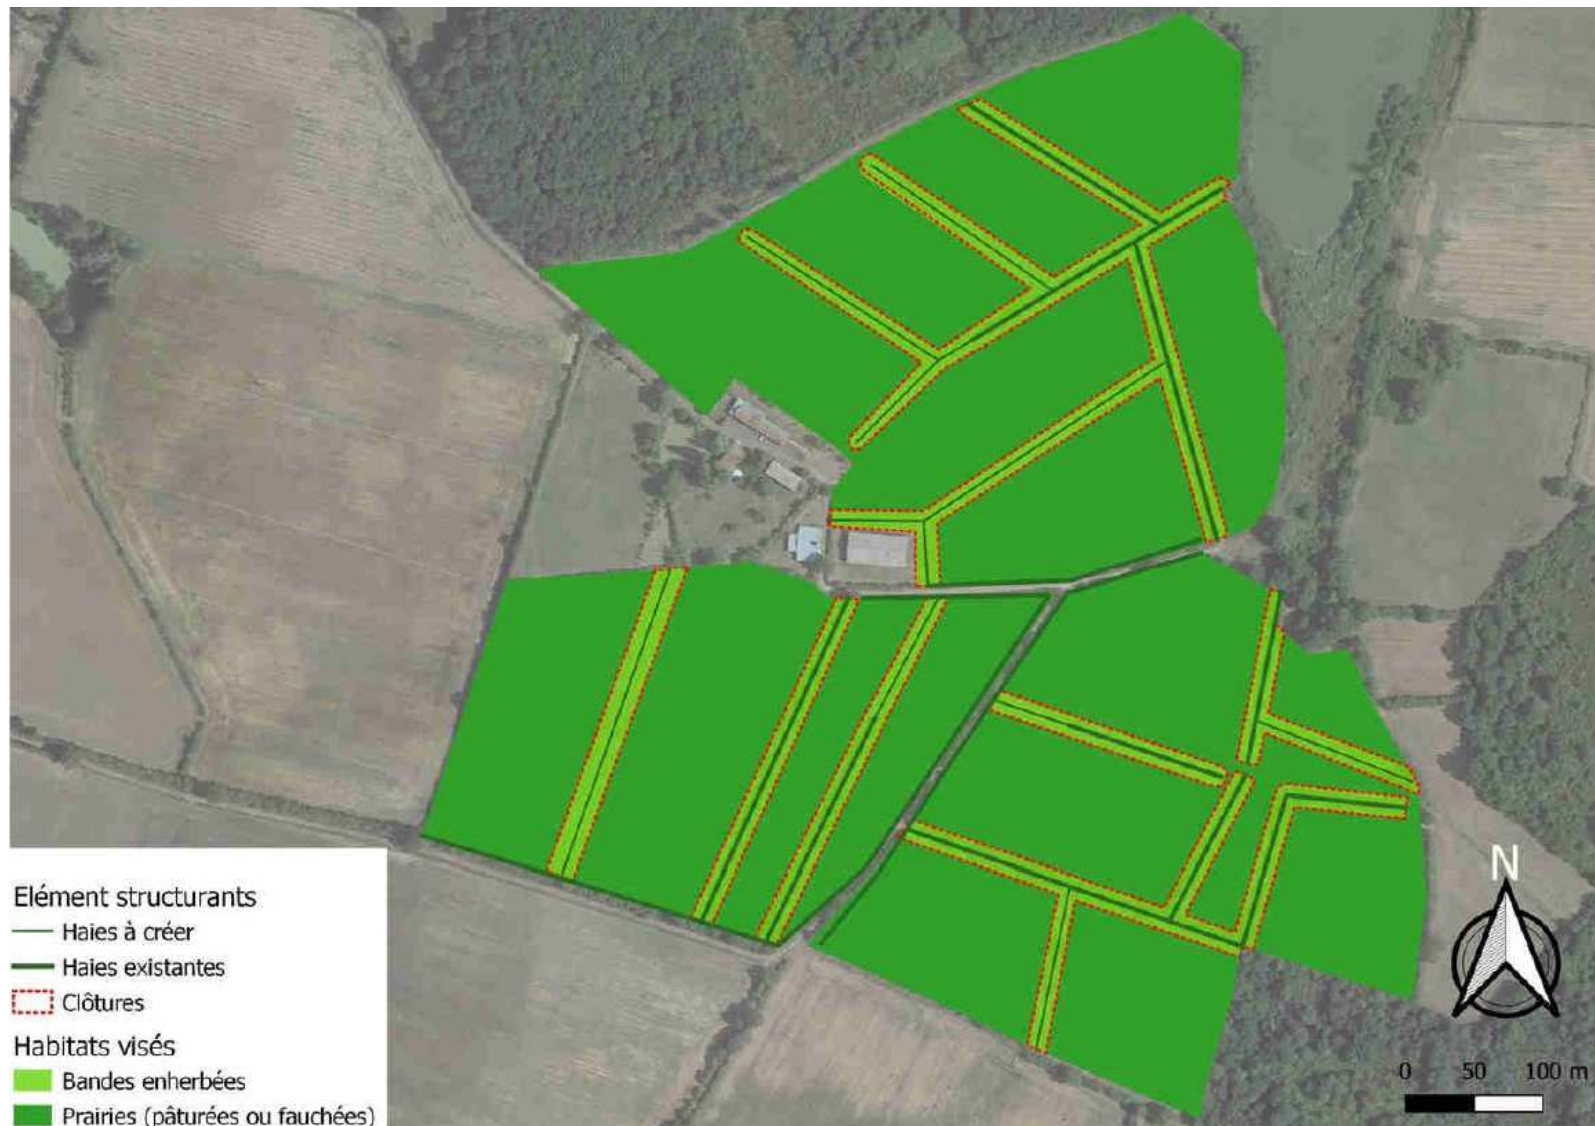 N
Elément structurants
Haies à créer
Haies existantes
Clôtures
Habitats visés
Bandes enherbées
Prairies (pâturées ou fauchées)
0 50 100 m